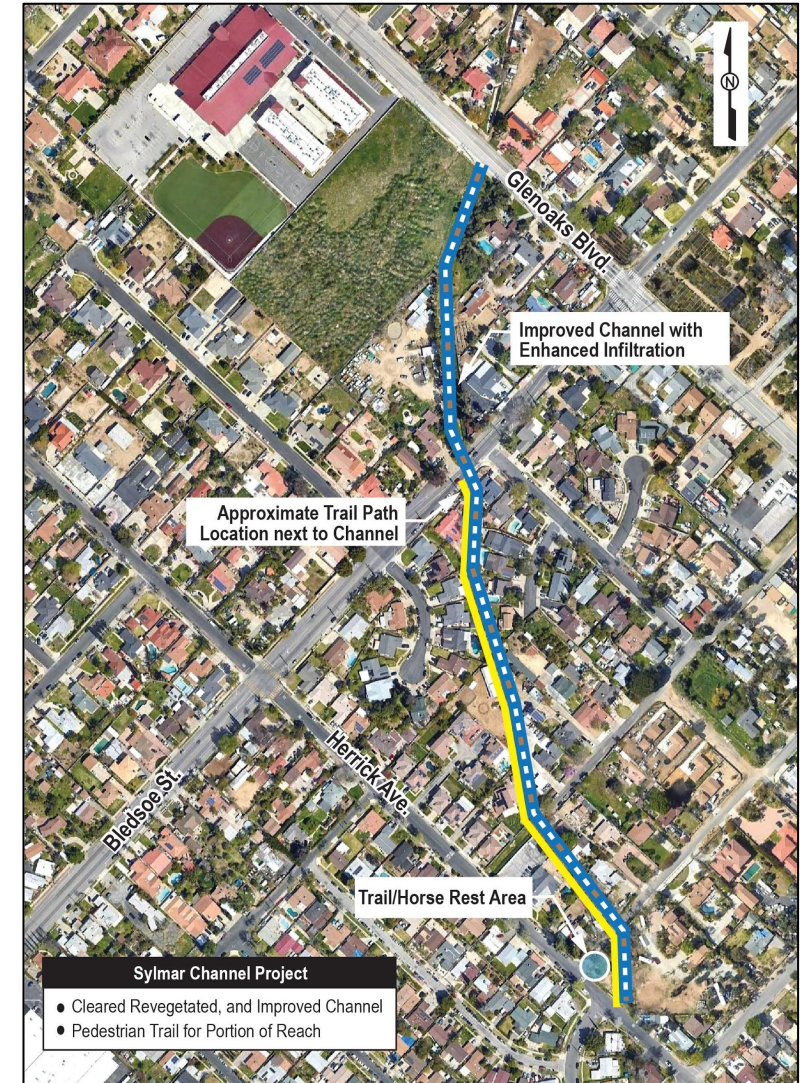 N
Glenoaks Blvd.
Improved Channel with
Enhanced Infiltration
Approximate Trail Path
Location next to Channel
Herrick Ave.
Bledsoe St.
Trail/Horse Rest Area
Sylmar Channel Project
• Cleared Revegetated, and Improved Channel
• Pedestrian Trail for Portion of Reach